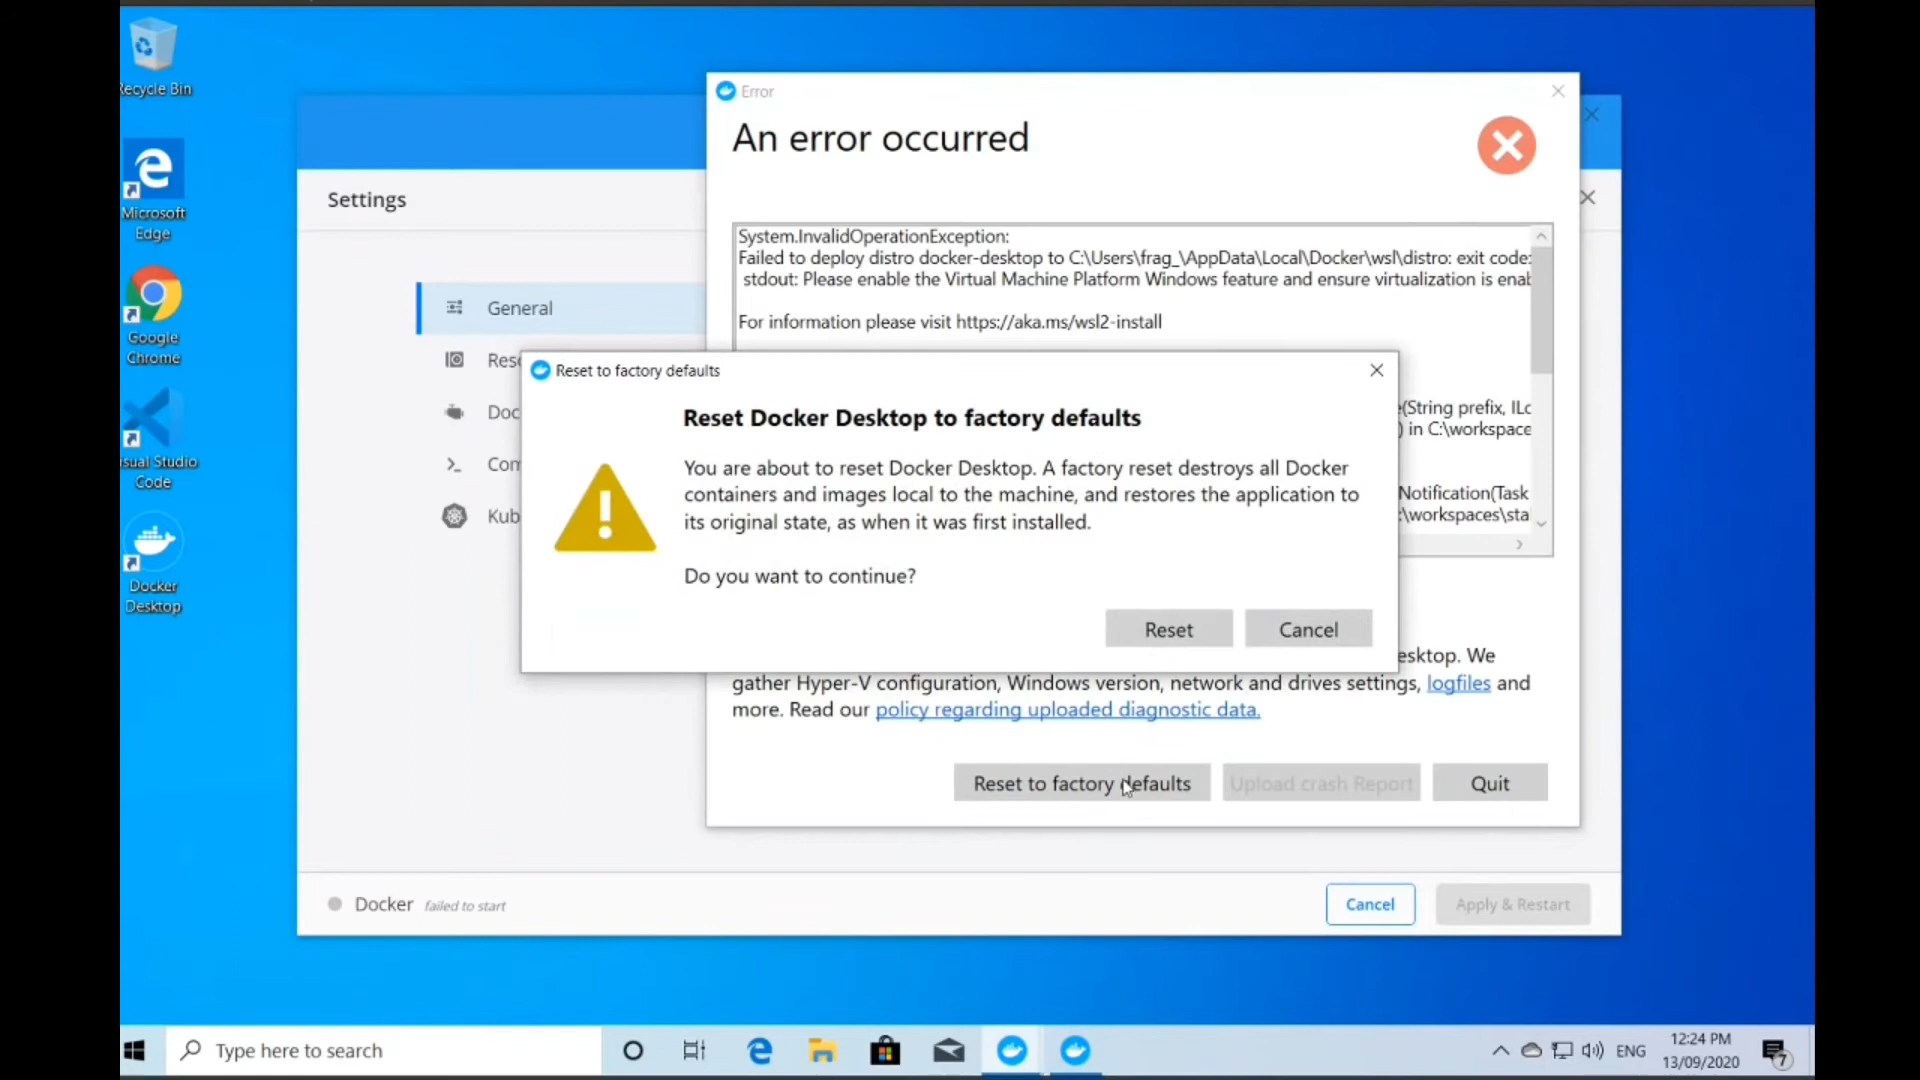 Recycle Bin
Microsoft
Edge
Google
Chrome
Visual Studio
Code
Docker
Desktop
Settings
General
Reso
Doc
Com
Kub
Docker failed to start
Cancel
Apply & Restart
Error
An error occurred
System.InvalidOperationException:
Failed to deploy distro docker-desktop to C:\Users\frag_\AppData\Local\Docker\wsl\distro: exit code:
stdout: Please enable the Virtual Machine Platform Windows feature and ensure virtualization is enab
For information please visit https://aka.ms/wsl2-install
(String prefix, ILo
) in C:\workspace
Notification(Task
:\workspaces\sta
Reset to factory defaults
Reset Docker Desktop to factory defaults
You are about to reset Docker Desktop. A factory reset destroys all Docker
containers and images local to the machine, and restores the application to
its original state, as when it was first installed.
Do you want to continue?
Reset
Cancel
esktop. We
gather Hyper-V configuration, Windows version, network and drives settings, logfiles and
more. Read our policy regarding uploaded diagnostic data.
Reset to factory defaults
Upload crash Report
Quit
Type here to search
ENG
12:24 PM
13/09/2020
7